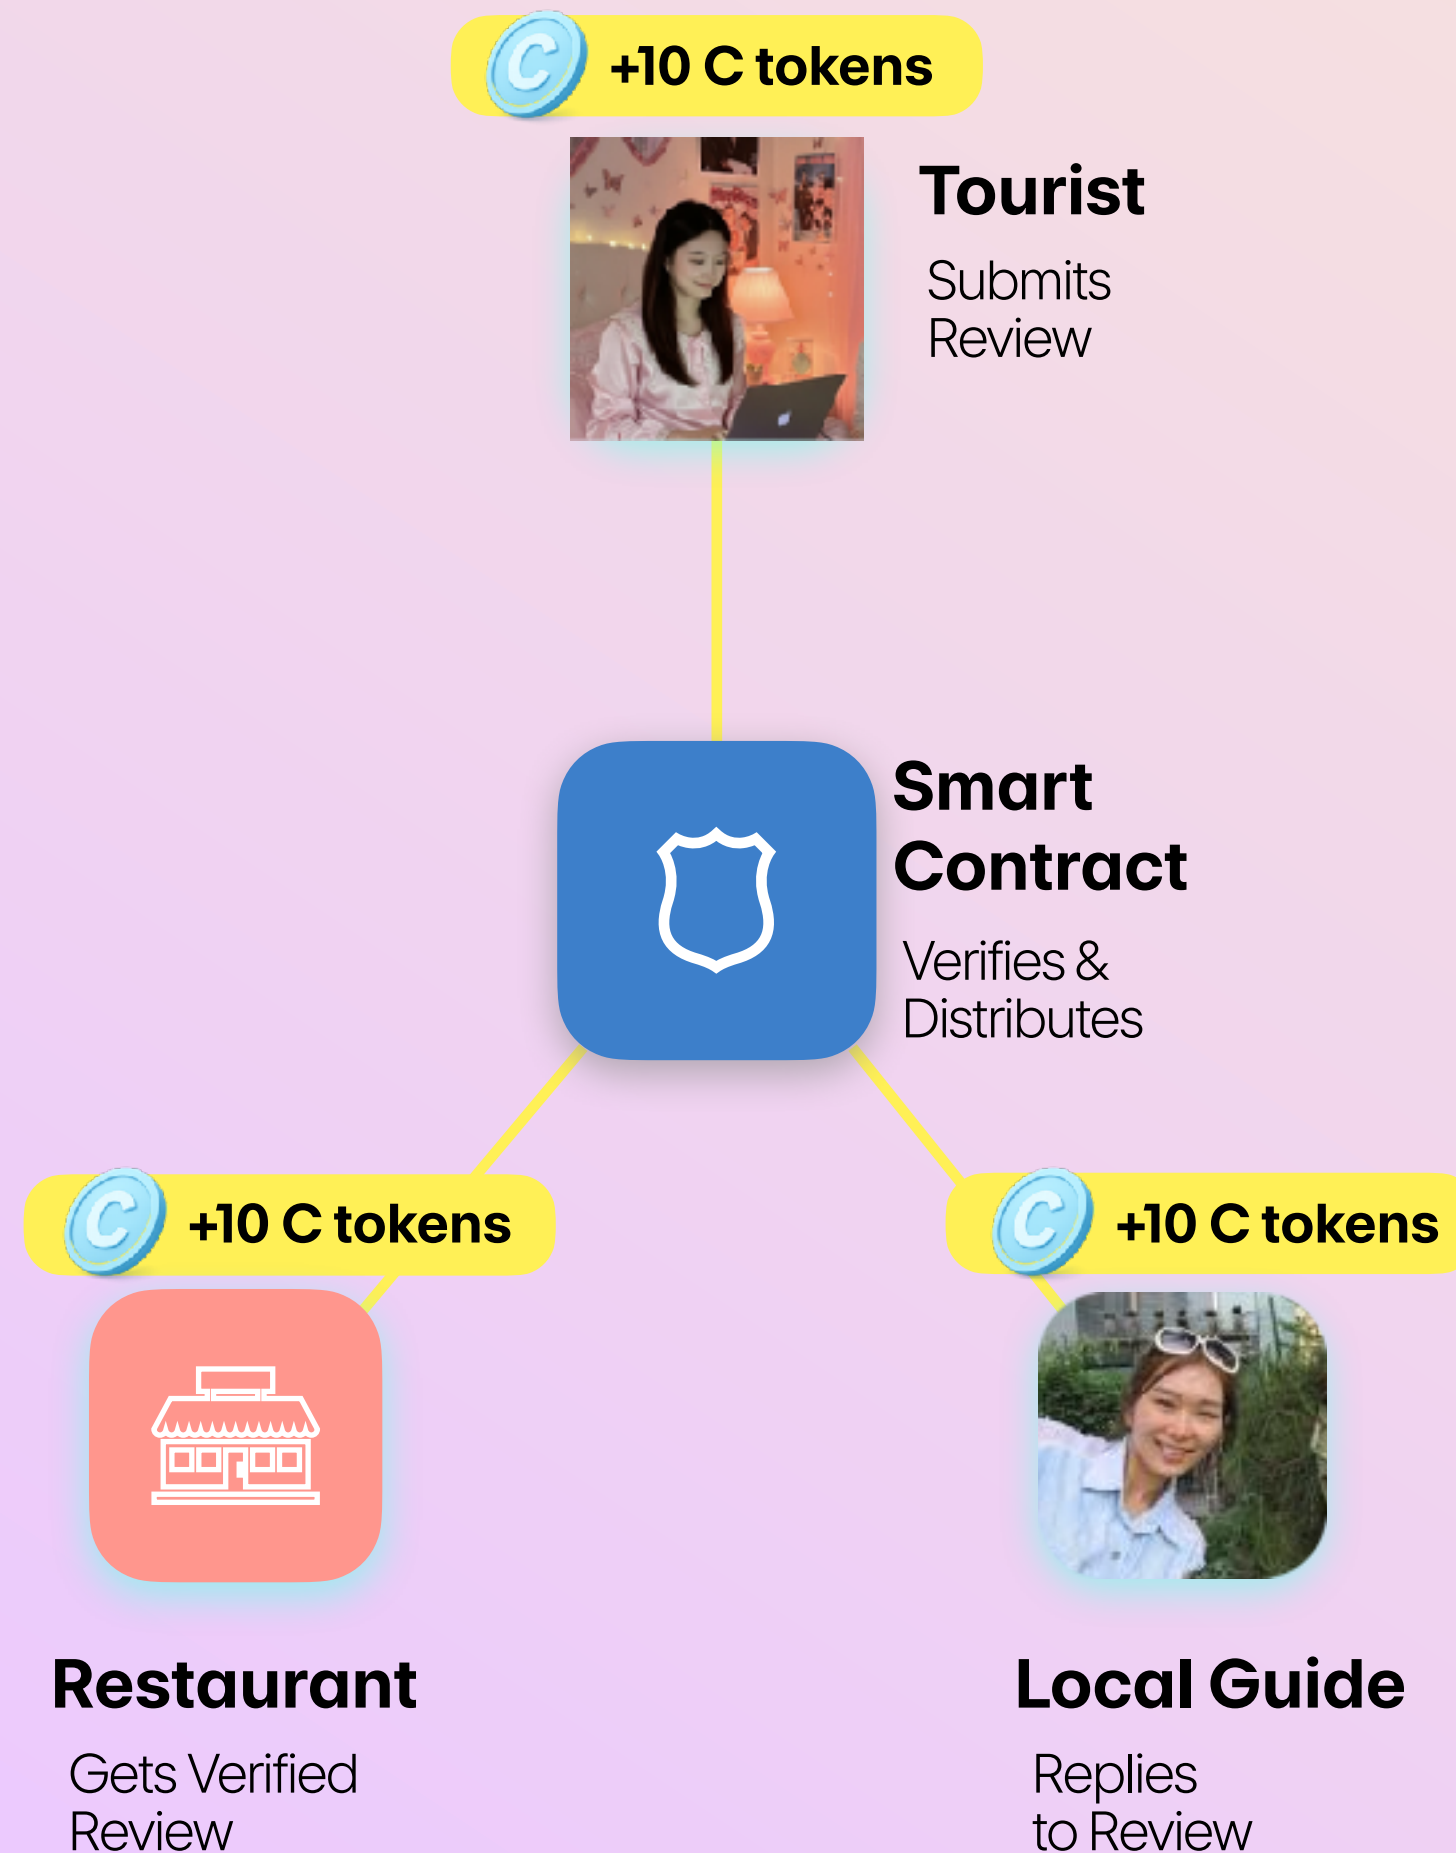 +10 C tokens
Tourist
Submits
Review
Smart
Contract
Verifies &
Distributes
+10 C tokens
+10 C tokens
Restaurant
Gets Verified
Review
Local Guide
Replies
to Review